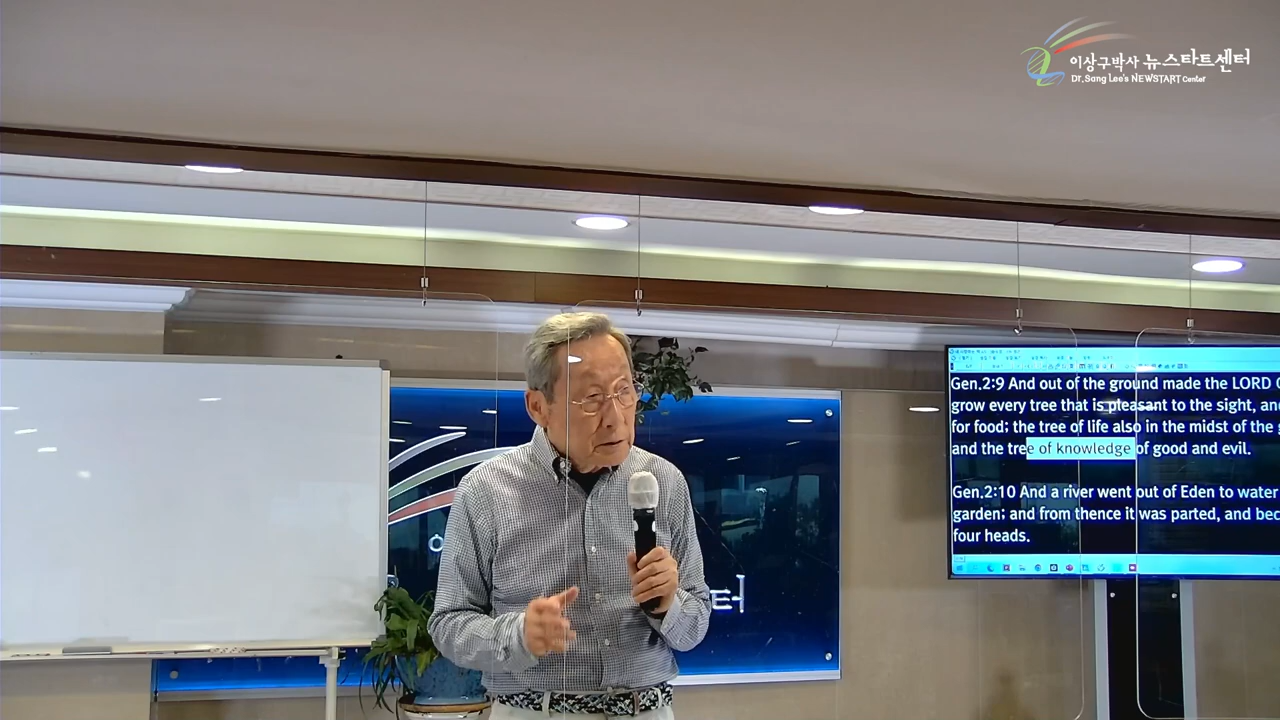 이상구박사 뉴스타트센터
Dr.Sang Lee's NEWSTART Center
Gen.2:9 And out of the ground made the LORD
grow every tree that is pleasant to the sight, and
for food; the tree of life also in the midst of the
and the tree of knowledge of good and evil.
Gen.2:10 And a river went out of Eden to water
garden; and from thence it was parted, and
four heads.
터